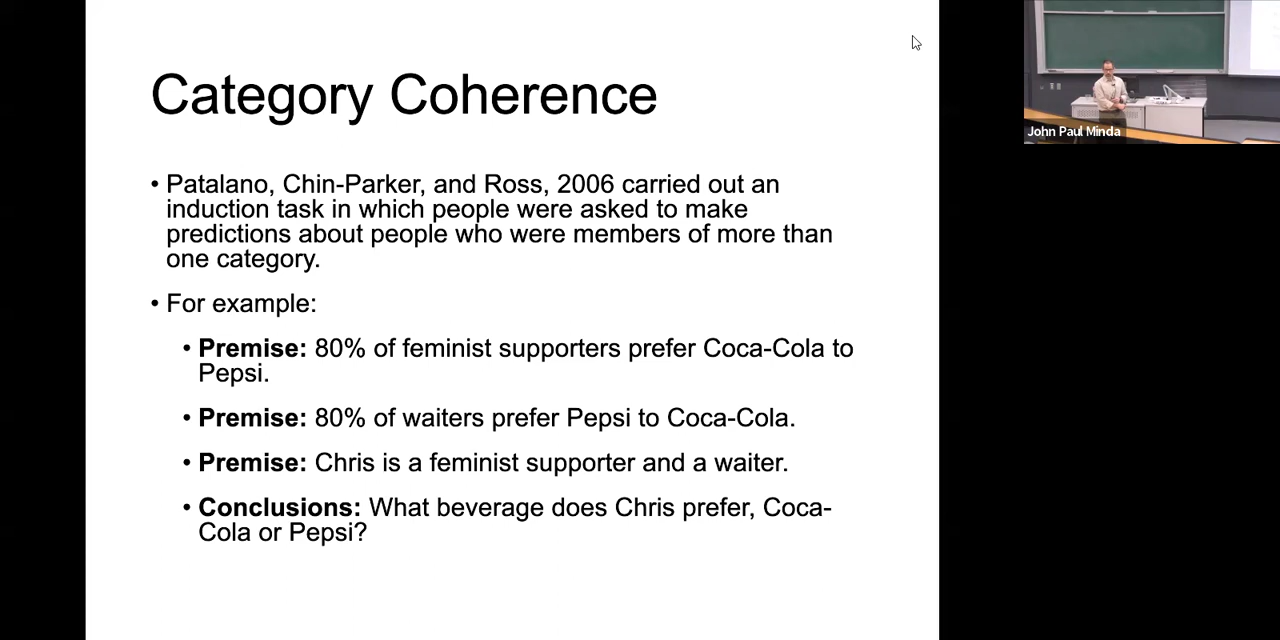 Category Coherence
• Patalano, Chin-Parker, and Ross, 2006 carried out an
induction task in which people were asked to make
predictions about people who were members of more than
one category.
• For example:
• Premise: 80% of feminist supporters prefer Coca-Cola to
Pepsi.
• Premise: 80% of waiters prefer Pepsi to Coca-Cola.
• Premise: Chris is a feminist supporter and a waiter.
• Conclusions: What beverage does Chris prefer, Coca-
Cola or Pepsi?
John Paul Minda